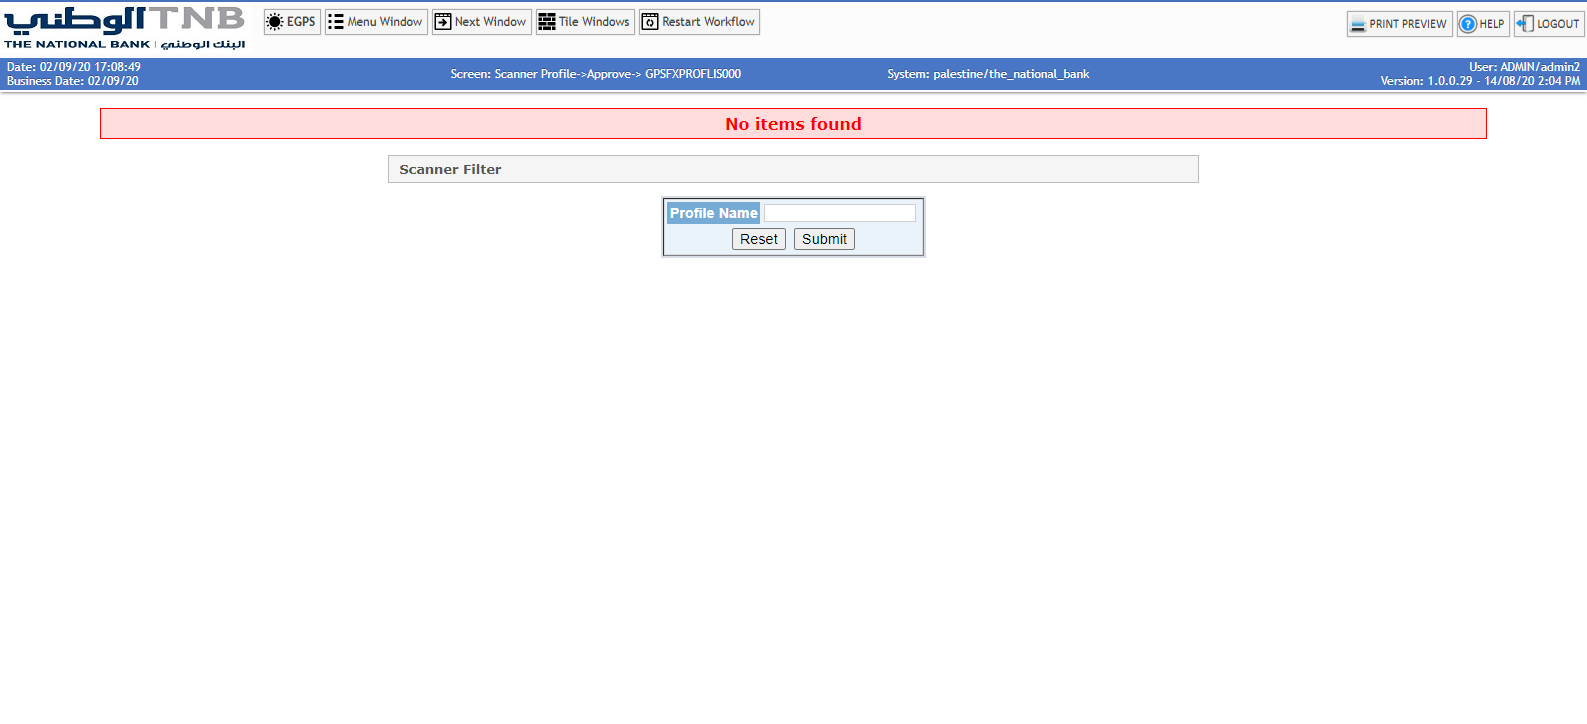 الوطني TNB
THE NATIONAL BANK | البنك الوطني
EGPS
Menu Window
Next Window
Tile Windows
Restart Workflow
PRINT PREVIEW
HELP
LOGOUT
Date: 02/09/20 17:08:49
Business Date: 02/09/20
Screen: Scanner Profile->Approve-> GPSFXPROFLIS000
System: palestine/the_national_bank
User: ADMIN/admin2
Version: 1.0.0.29 - 14/08/20 2:04 PM
No items found
Scanner Filter
Profile Name
Reset Submit